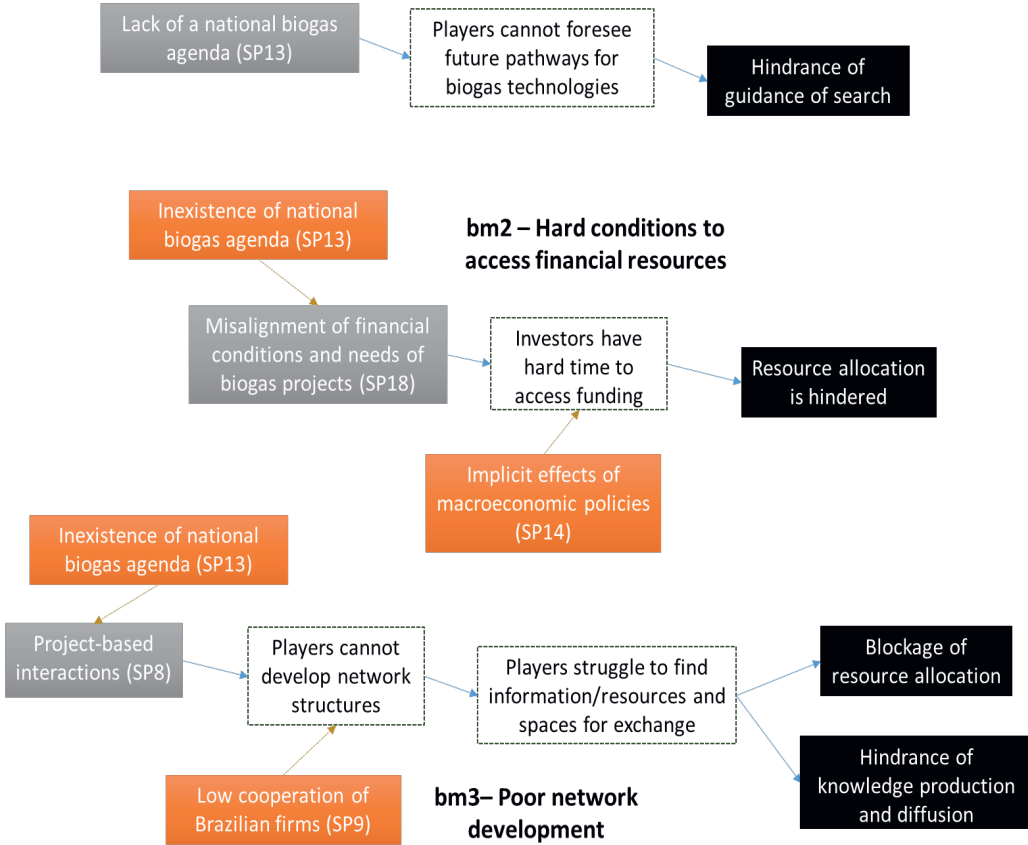 Lack of a national biogas
agenda (SP13)
Players cannot foresee
future pathways for
biogas technologies
Hindrance of
guidance of search
Inexistence of national
biogas agenda (SP13)
bm2 – Hard conditions to
access financial resources
Misalignment of financial
conditions and needs of
biogas projects (SP18)
Investors have
hard time to
access funding
Resource allocation
is hindered
Implicit effects of
macroeconomic policies
(SP14)
Inexistence of national
biogas agenda (SP13)
Project-based
interactions (SP8)
Players cannot
develop network
structures
Players struggle to find
information/resources and
spaces for exchange
Blockage of
resource allocation
Hindrance of
knowledge production
and diffusion
Low cooperation of
Brazilian firms (SP9)
bm3– Poor network
development